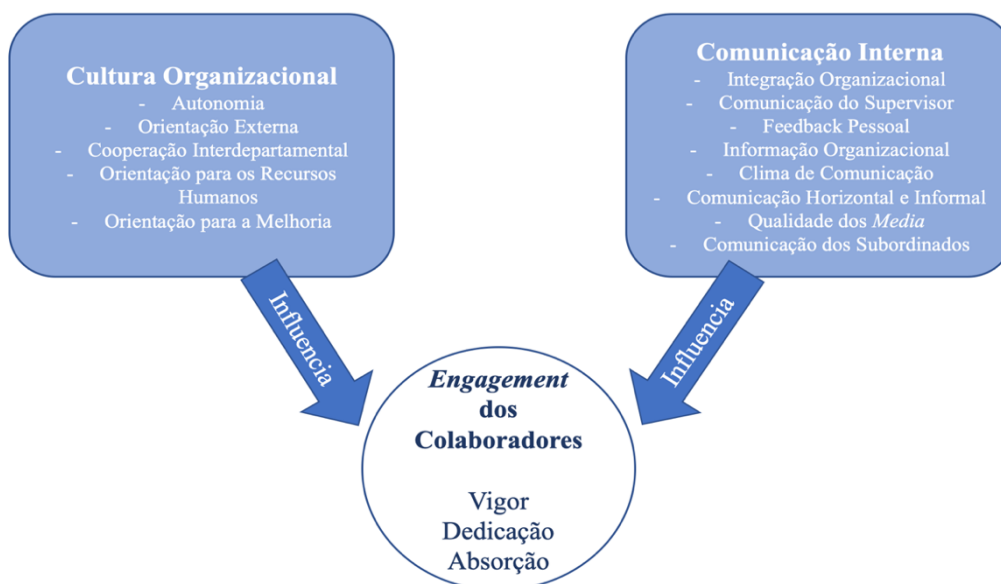 Cultura Organizacional
- Autonomia
- Orientação Externa
- Cooperação Interdepartamental
- Orientação para os Recursos
Humanos
- Orientação para a Melhoria
Comunicação Interna
- Integração Organizacional
- Comunicação do Supervisor
- Feedback Pessoal
- Informação Organizacional
- Clima de Comunicação
- Comunicação Horizontal e Informal
- Qualidade dos Media
- Comunicação dos Subordinados
Influencia
Influencia
Engagement
dos
Colaboradores
Vigor
Dedicação
Absorção